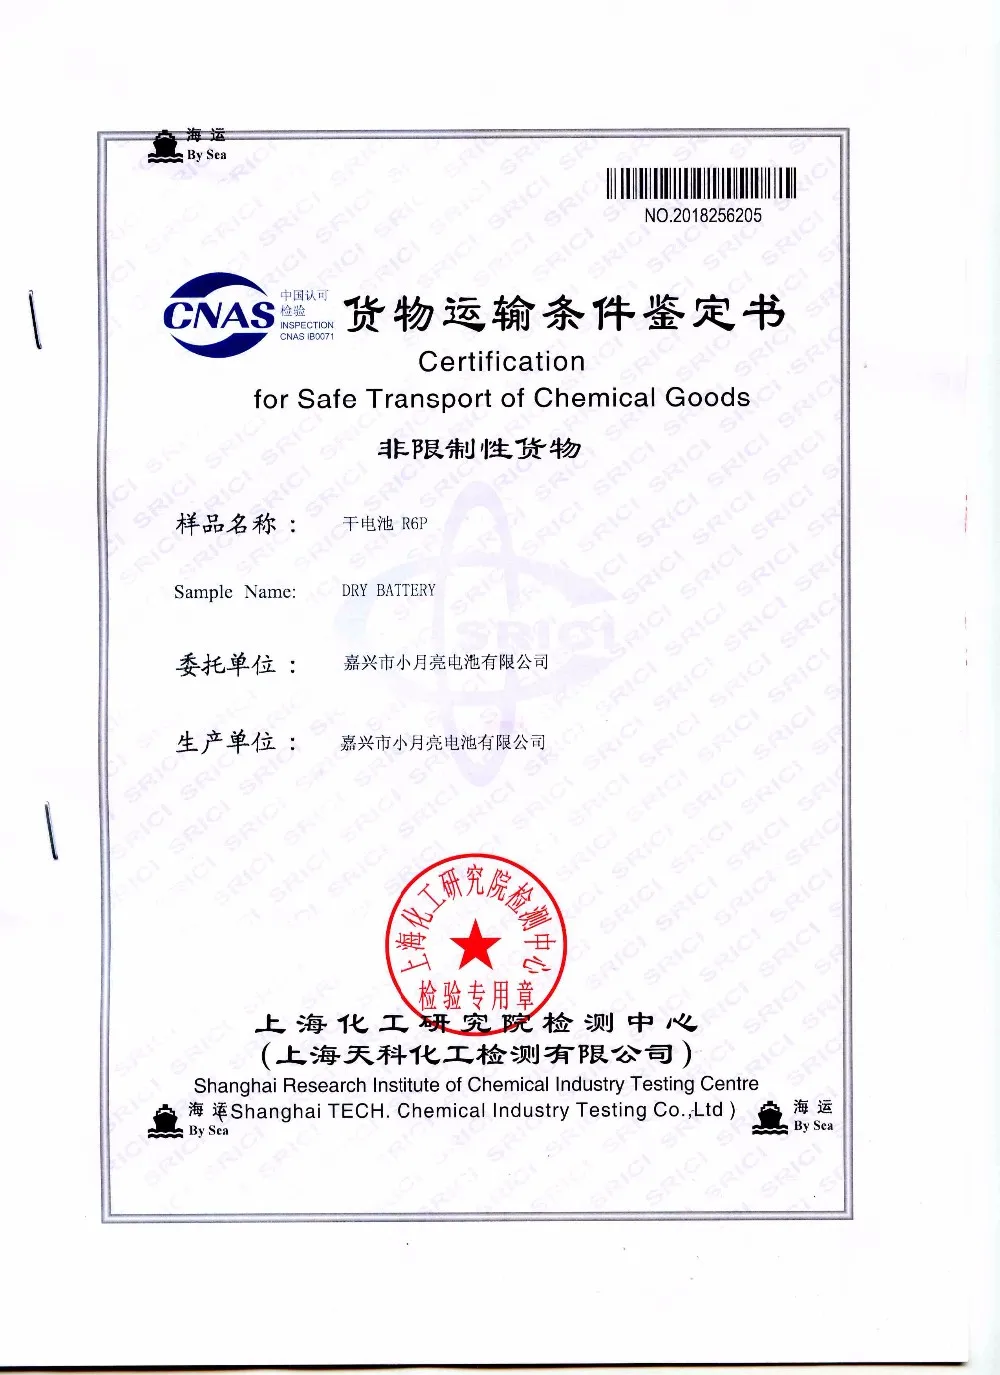 海 运
By Sea
NO.2018256205
CNAS
中国认可
检验
INSPECTION
CNAS IB0071
货物运输条件鉴定书
Certification
for Safe Transport of Chemical Goods
非限制性货物
样品名称 : 干电池 R6P
Sample Name: DRY BATTERY
委托单位 : 嘉兴市小月亮电池有限公司
生产单位 : 嘉兴市小月亮电池有限公司
SRICI
上海化工研究院检测中心
检验专用章
上海化工研究院检测中心
(上海天科化工检测有限公司)
Shanghai Research Institute of Chemical Industry Testing Centre
(Shanghai TECH. Chemical Industry Testing Co.,Ltd )
海 运
By Sea
海 运
By Sea